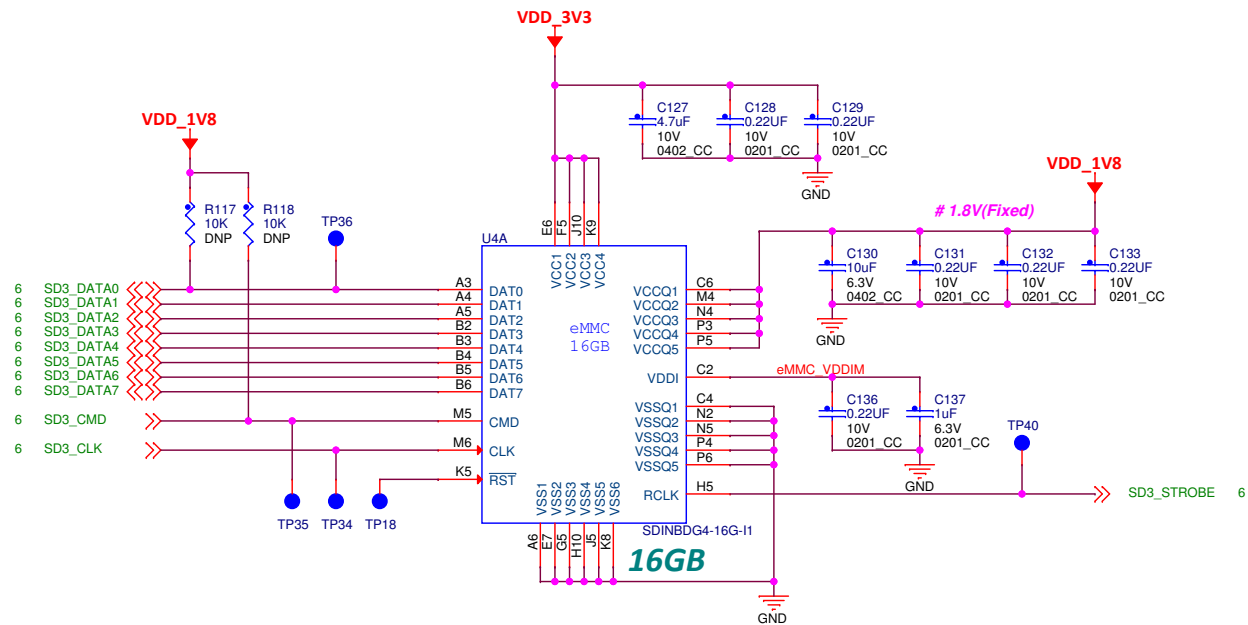 VDD_3V3
C127
4.7uF
10V
0402_CC
C128
0.22UF
10V
0201_CC
C129
0.22UF
10V
0201_CC
GND
VDD_1V8
R117
10K
DNP
R118
10K
DNP
TP36
VDD_1V8
# 1.8V(Fixed)
C130
10uF
6.3V
0402_CC
C131
0.22UF
10V
0201_CC
C132
0.22UF
10V
0201_CC
C133
0.22UF
10V
0201_CC
GND
E6
F5
J10
K9
U4A
VCC1
VCC2
VCC3
VCC4
eMMC
16GB
6 SD3_DATA0 A3 DAT0
6 SD3_DATA1 A4 DAT1
6 SD3_DATA2 A5 DAT2
6 SD3_DATA3 B2 DAT3
6 SD3_DATA4 B3 DAT4
6 SD3_DATA5 B4 DAT5
6 SD3_DATA6 B5 DAT6
6 SD3_DATA7 B6 DAT7
6 SD3_CMD M5 CMD
6 SD3_CLK M6 CLK
K5 RST
TP35
TP34
TP18
VCCQ1 C6
VCCQ2 M4
VCCQ3 N4
VCCQ4 P3
VCCQ5 P5
VDDI C2 eMMC_VDDIM
VSSQ1 C4
VSSQ2 N2
VSSQ3 N5
VSSQ4 P4
VSSQ5 P6
RCLK H5
C136
0.22UF
10V
0201_CC
C137
1uF
6.3V
0201_CC
GND
TP40
SD3_STROBE 6
VSS1
VSS2
VSS3
VSS4
VSS5
VSS6
A6
E7
G5
H10
J5
K8
SDINBDG4-16G-I1
16GB
GND